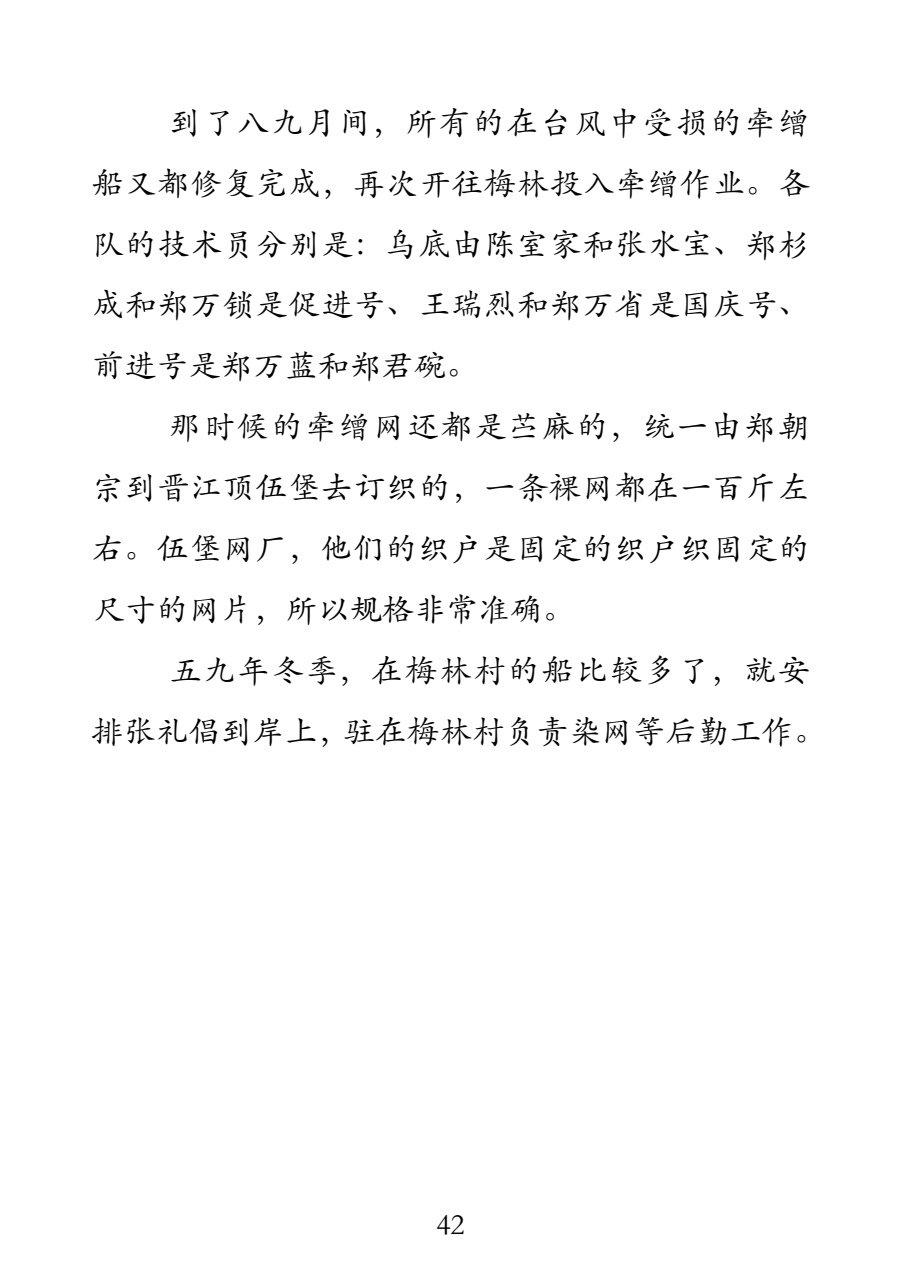 到了八九月间，所有的在台风中受损的牵缯
船又都修复完成，再次开往梅林投入牵缯作业。各
队的技术员分别是：乌底由陈室家和张水宝、郑杉
成和郑万锁是促进号、王瑞烈和郑万省是国庆号、
前进号是郑万蓝和郑君碗。
那时候的牵缯网还都是苎麻的，统一由郑朝
宗到晋江顶伍堡去订织的，一条裸网都在一百斤左
右。伍堡网厂，他们的织户是固定的织户织固定的
尺寸的网片，所以规格非常准确。
五九年冬季，在梅林村的船比较多了，就安
排张礼倡到岸上，驻在梅林村负责染网等后勤工作。
42